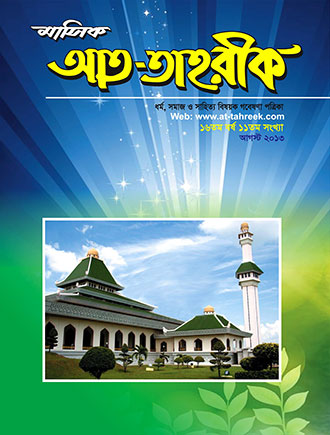 মাসিক
আত-তাহরীক
ধর্ম, সমাজ ও সাহিত্য বিষয়ক গবেষণা পত্রিকা
Web: www.at-tahreek.com
১৬তম বর্ষ ১১তম সংখ্যা
আগস্ট ২০১৩